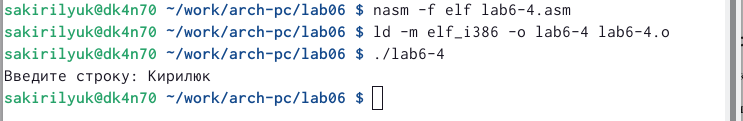 sakirilyuk@dk4n70 ~/work/arch-pc/lab06 $ nasm -f elf lab6-4.asm
sakirilyuk@dk4n70 ~/work/arch-pc/lab06 $ ld -m elf_i386 -o lab6-4 lab6-4.o
sakirilyuk@dk4n70 ~/work/arch-pc/lab06 $ ./lab6-4
Введите строку: Кирилюк
sakirilyuk@dk4n70 ~/work/arch-pc/lab06 $